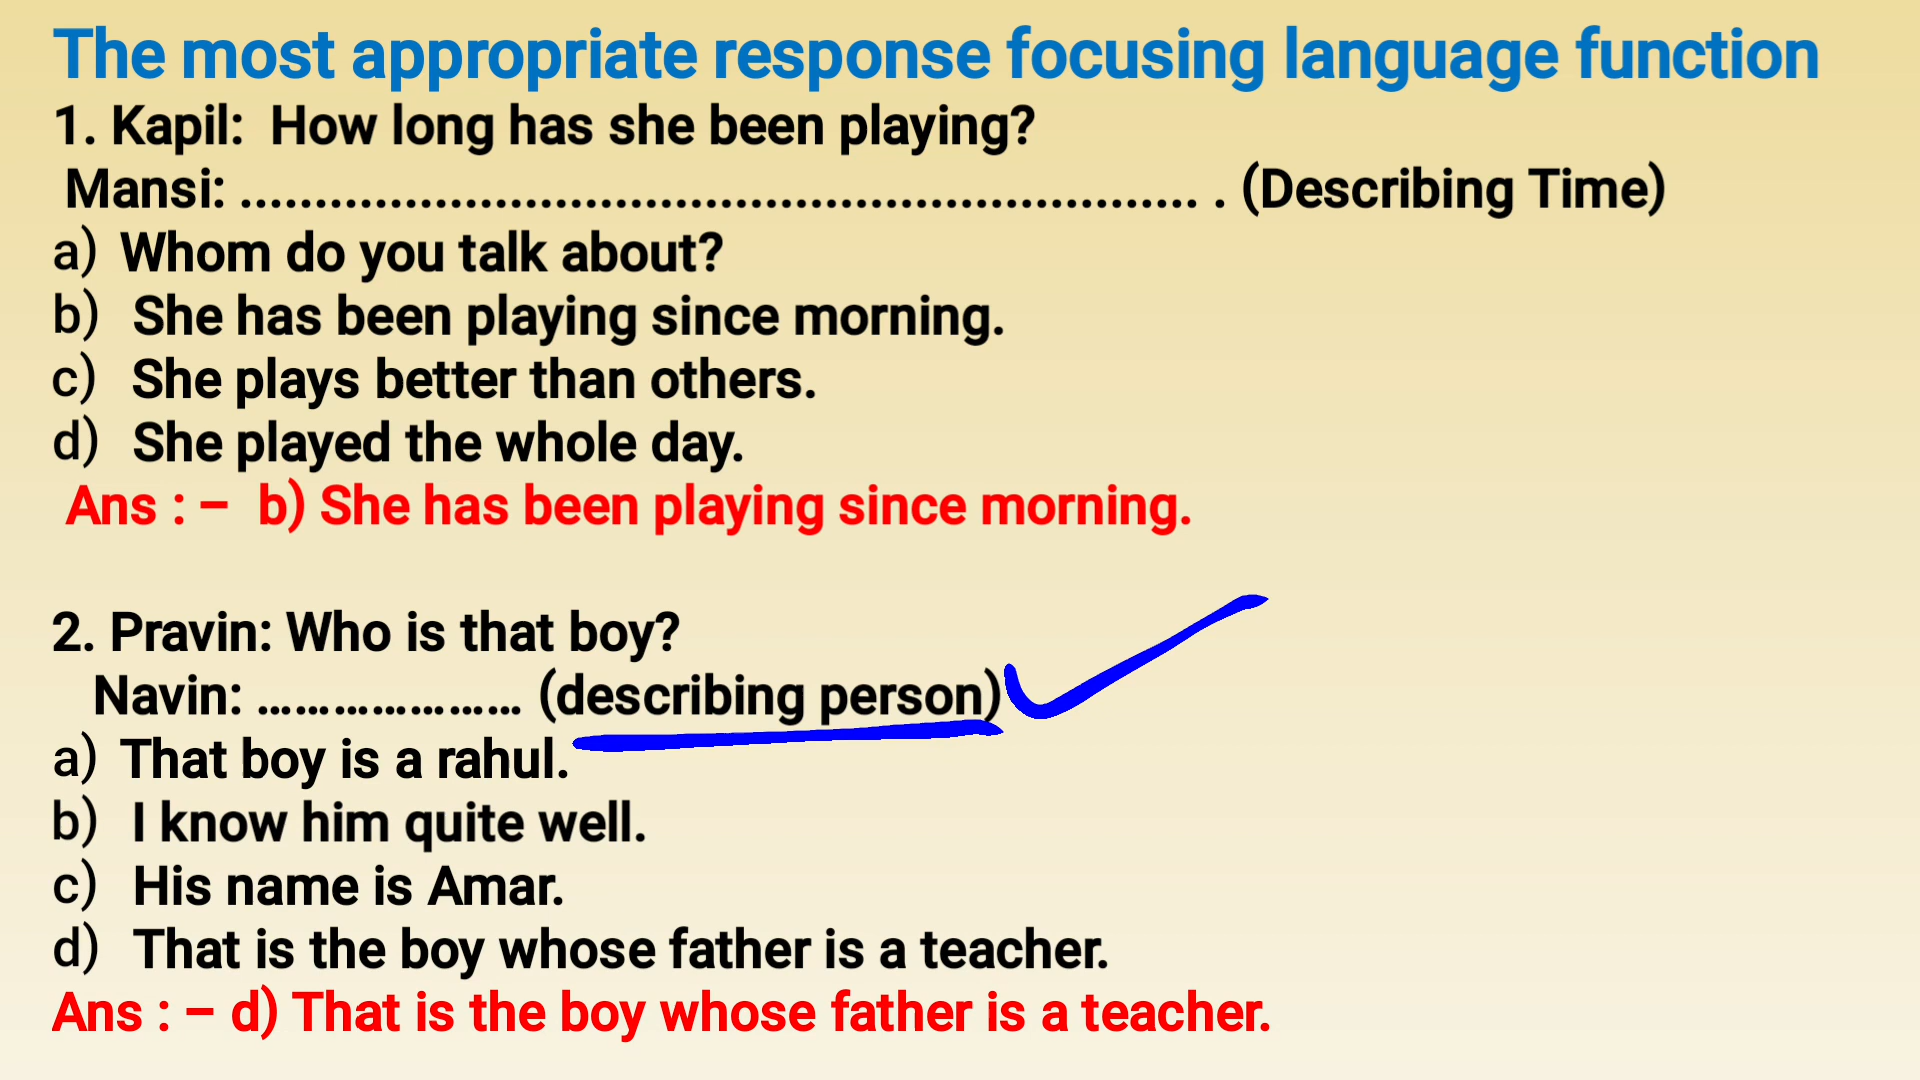 The most appropriate response focusing language function
1. Kapil: How long has she been playing?
Mansi: ................................................................ . (Describing Time)
a) Whom do you talk about?
b) She has been playing since morning.
c) She plays better than others.
d) She played the whole day.
Ans : – b) She has been playing since morning.
2. Pravin: Who is that boy?
Navin: ………………… (describing person)
a) That boy is a rahul.
b) I know him quite well.
c) His name is Amar.
d) That is the boy whose father is a teacher.
Ans : – d) That is the boy whose father is a teacher.